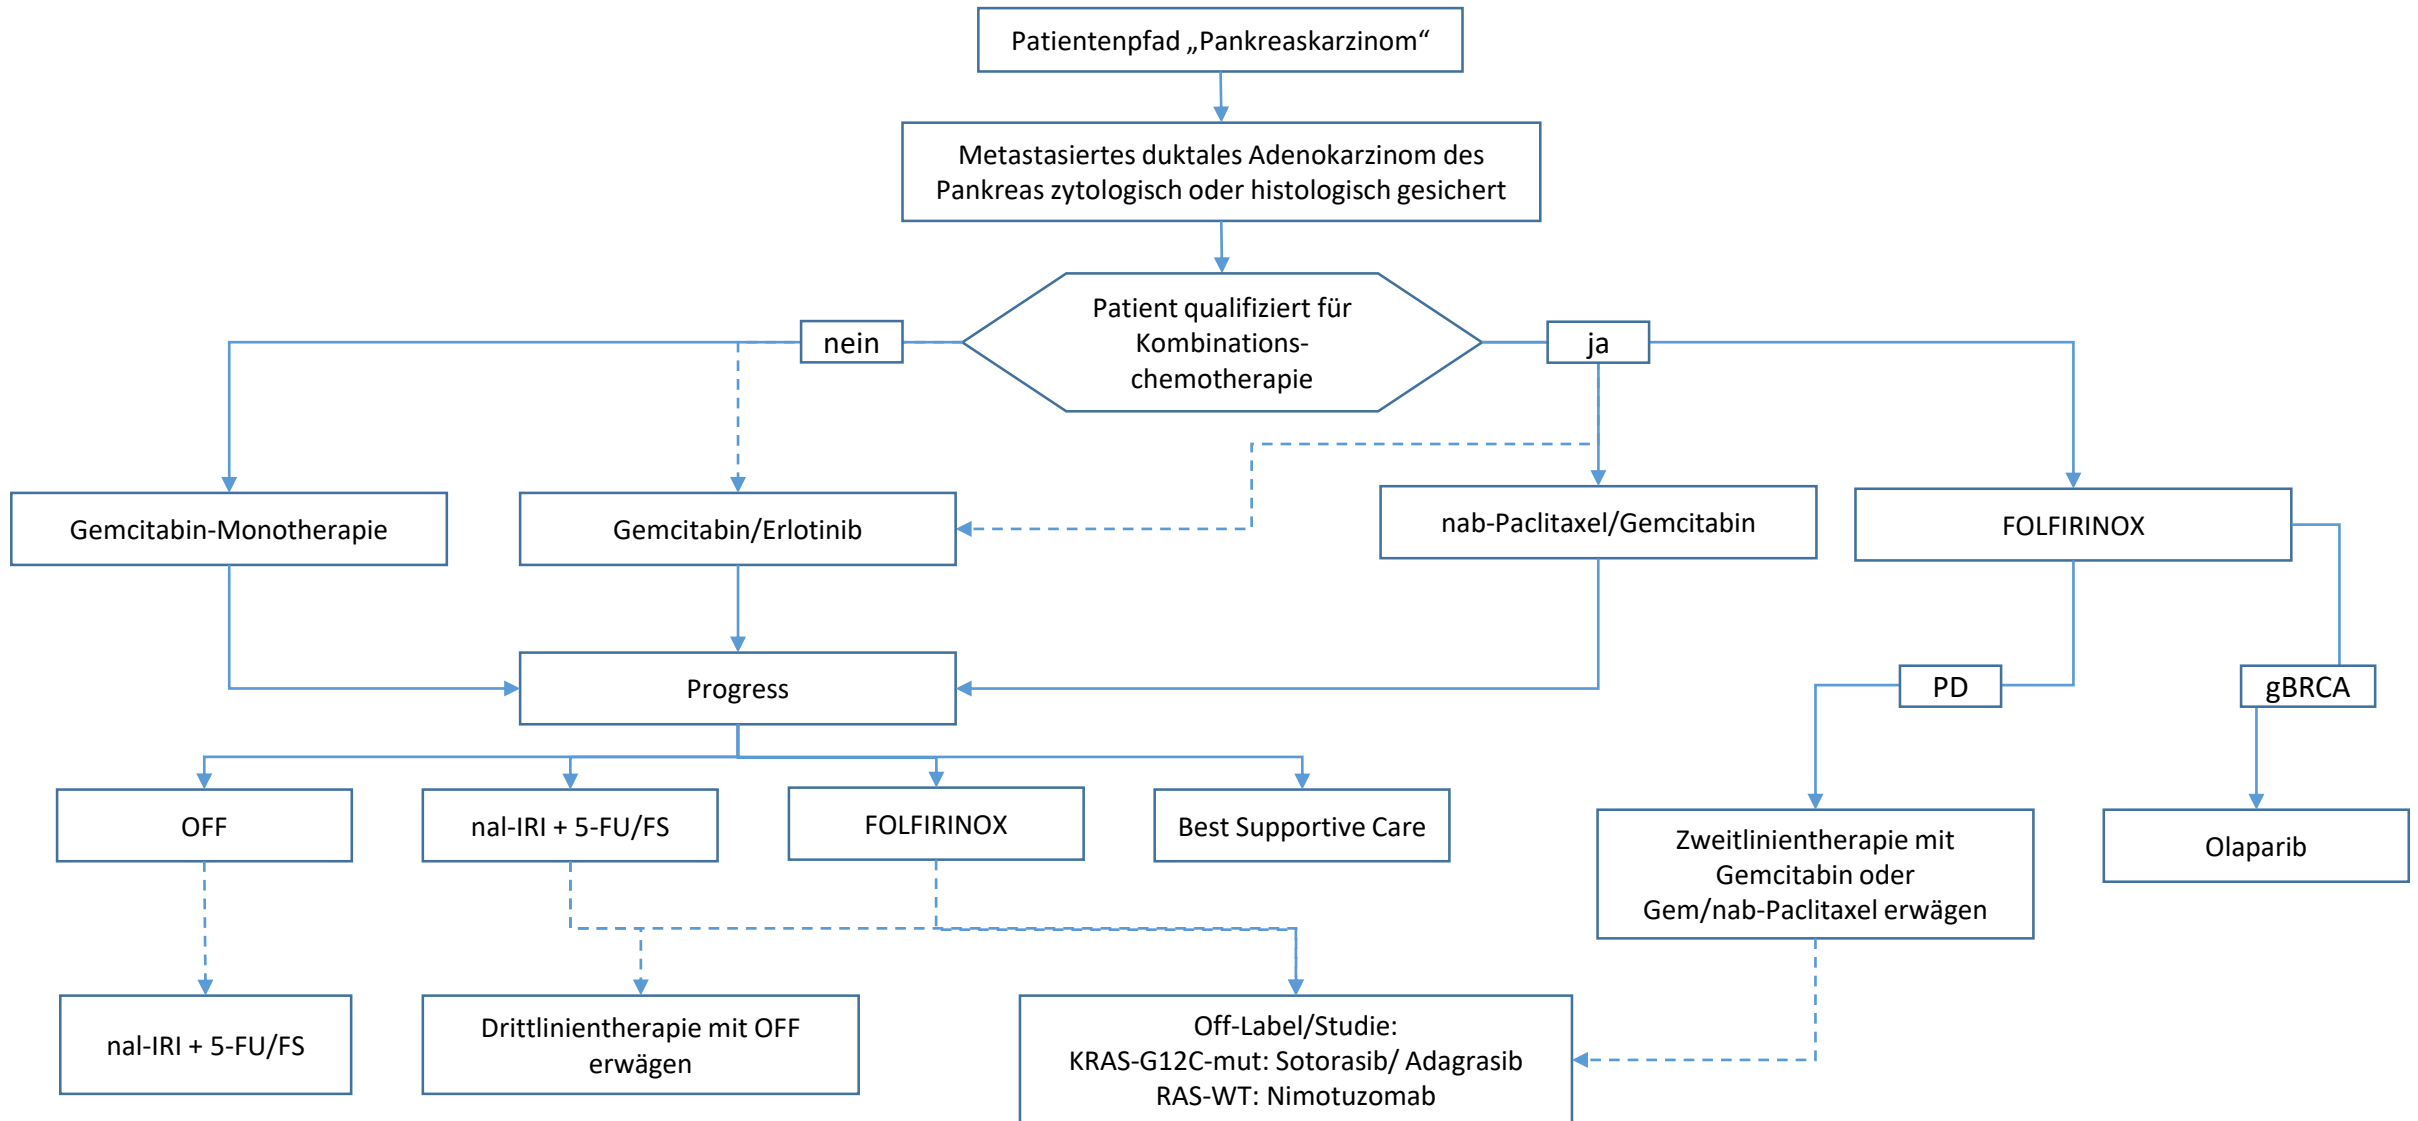 Patientenpfad „Pankreaskarzinom“
Metastasiertes duktales Adenokarzinom des
Pankreas zytologisch oder histologisch gesichert
Patient qualifiziert für
Kombinations-
chemotherapie
nein
ja
Gemcitabin-Monotherapie
Gemcitabin/Erlotinib
nab-Paclitaxel/Gemcitabin
FOLFIRINOX
Progress
PD
gBRCA
OFF
nal-IRI + 5-FU/FS
FOLFIRINOX
Best Supportive Care
Zweitlinientherapie mit
Gemcitabin oder
Gem/nab-Paclitaxel erwägen
Olaparib
nal-IRI + 5-FU/FS
Drittlinientherapie mit OFF
erwägen
Off-Label/Studie:
KRAS-G12C-mut: Sotorasib/ Adagrasib
RAS-WT: Nimotuzomab